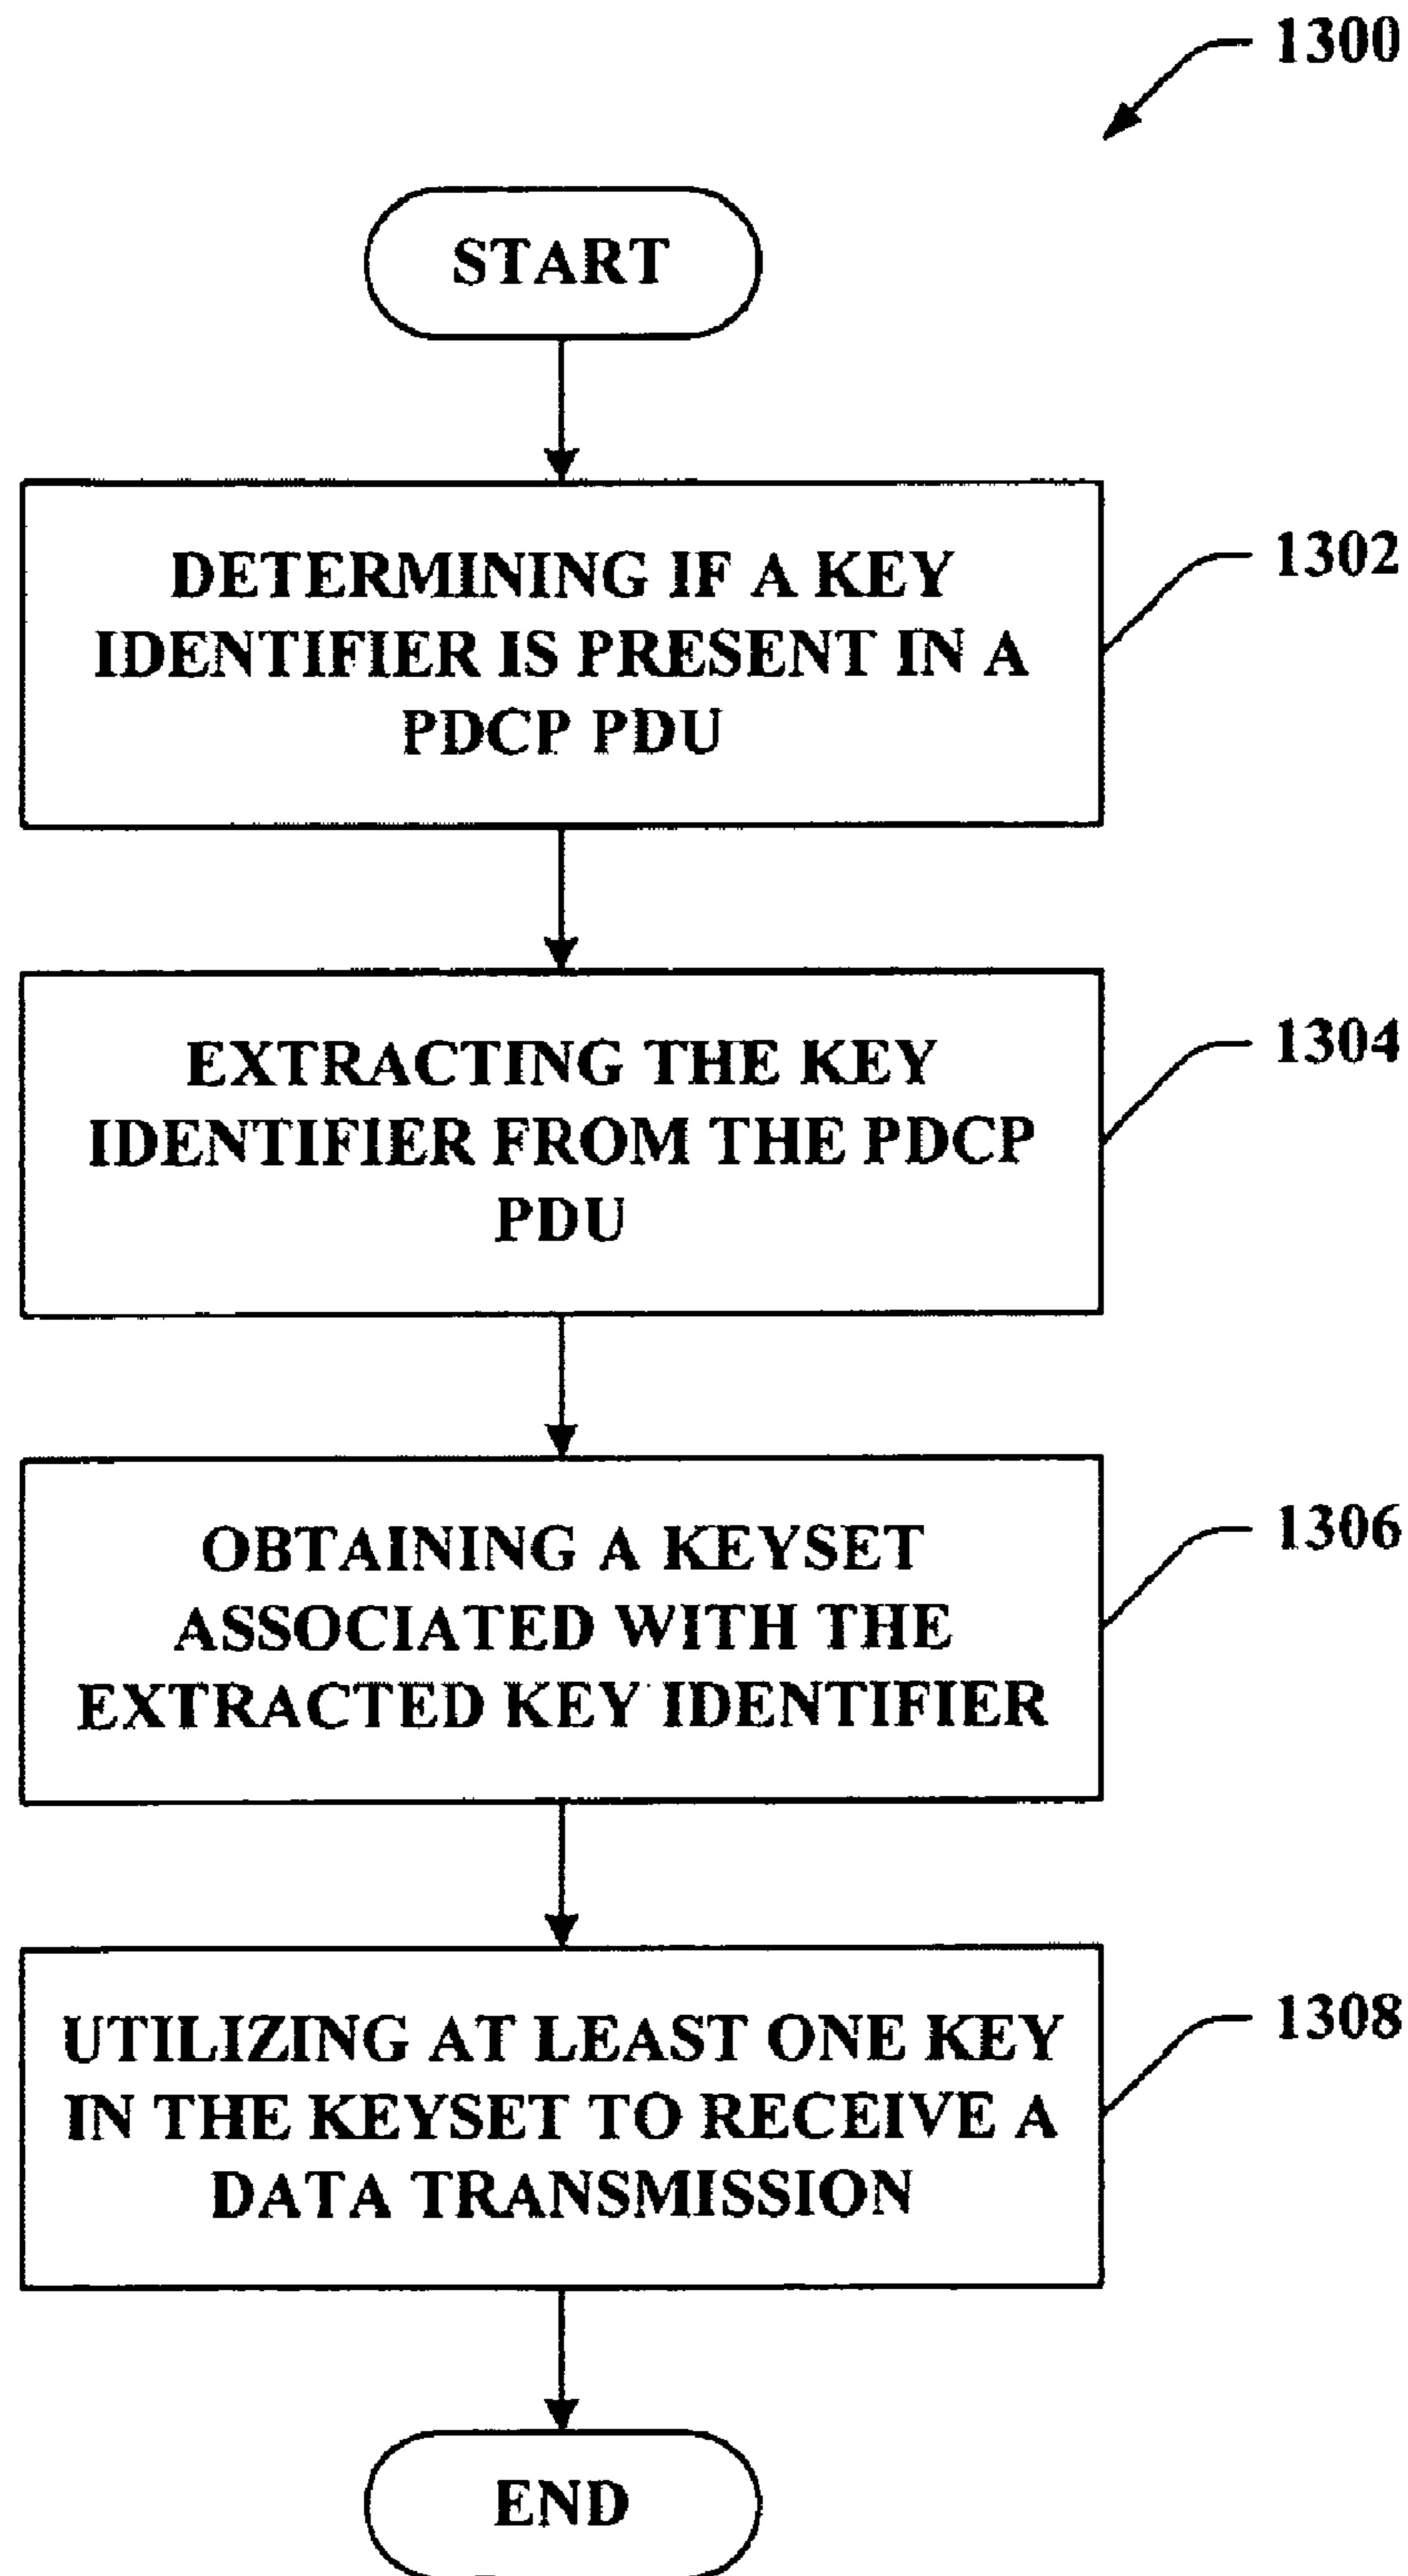 1300
START
DETERMINING IF A KEY
IDENTIFIER IS PRESENT IN A
PDCP PDU
1302
EXTRACTING THE KEY
IDENTIFIER FROM THE PDCP
PDU
1304
OBTAINING A KEYSET
ASSOCIATED WITH THE
EXTRACTED KEY IDENTIFIER
1306
UTILIZING AT LEAST ONE KEY
IN THE KEYSET TO RECEIVE A
DATA TRANSMISSION
1308
END